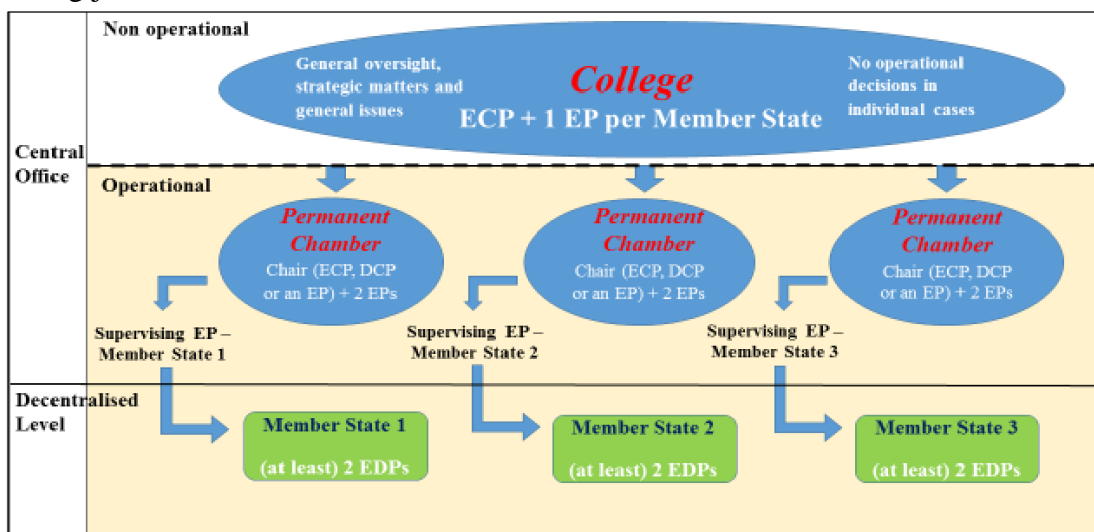 Non operational
General oversight,
strategic matters and
general issues
College
ECP + 1 EP per Member State
No operational
decisions in
individual cases
Central
Office
Operational
Permanent
Chamber
Chair (ECP, DCP
or an EP) + 2 EPs
Permanent
Chamber
Chair (ECP, DCP
or an EP) + 2 EPs
Permanent
Chamber
Chair (ECP, DCP
or an EP) + 2 EPs
Supervising EP –
Member State 1
Supervising EP –
Member State 2
Supervising EP –
Member State 3
Decentralised
Level
Member State 1
(at least) 2 EDPs
Member State 2
(at least) 2 EDPs
Member State 3
(at least) 2 EDPs